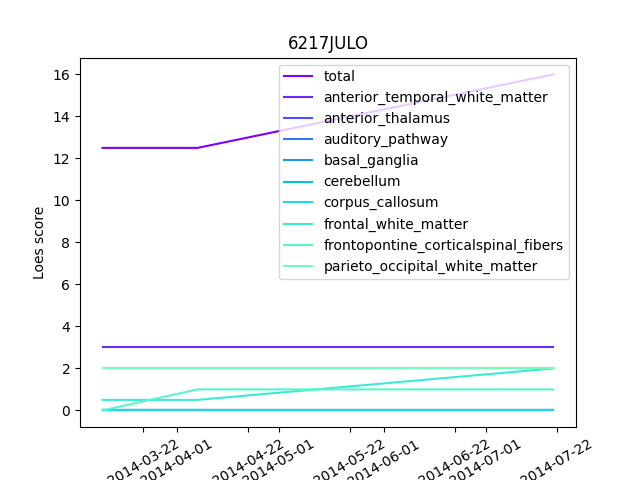 6217JULO
Loes score
16
14
12
10
8
6
4
2
0
total
anterior_temporal_white_matter
anterior_thalamus
auditory_pathway
basal_ganglia
cerebellum
corpus_callosum
frontal_white_matter
frontopontine_corticalspinal_fibers
parieto_occipital_white_matter
2014-03-22
2014-04-01
2014-04-22
2014-05-01
2014-05-22
2014-06-01
2014-06-22
2014-07-01
2014-07-22